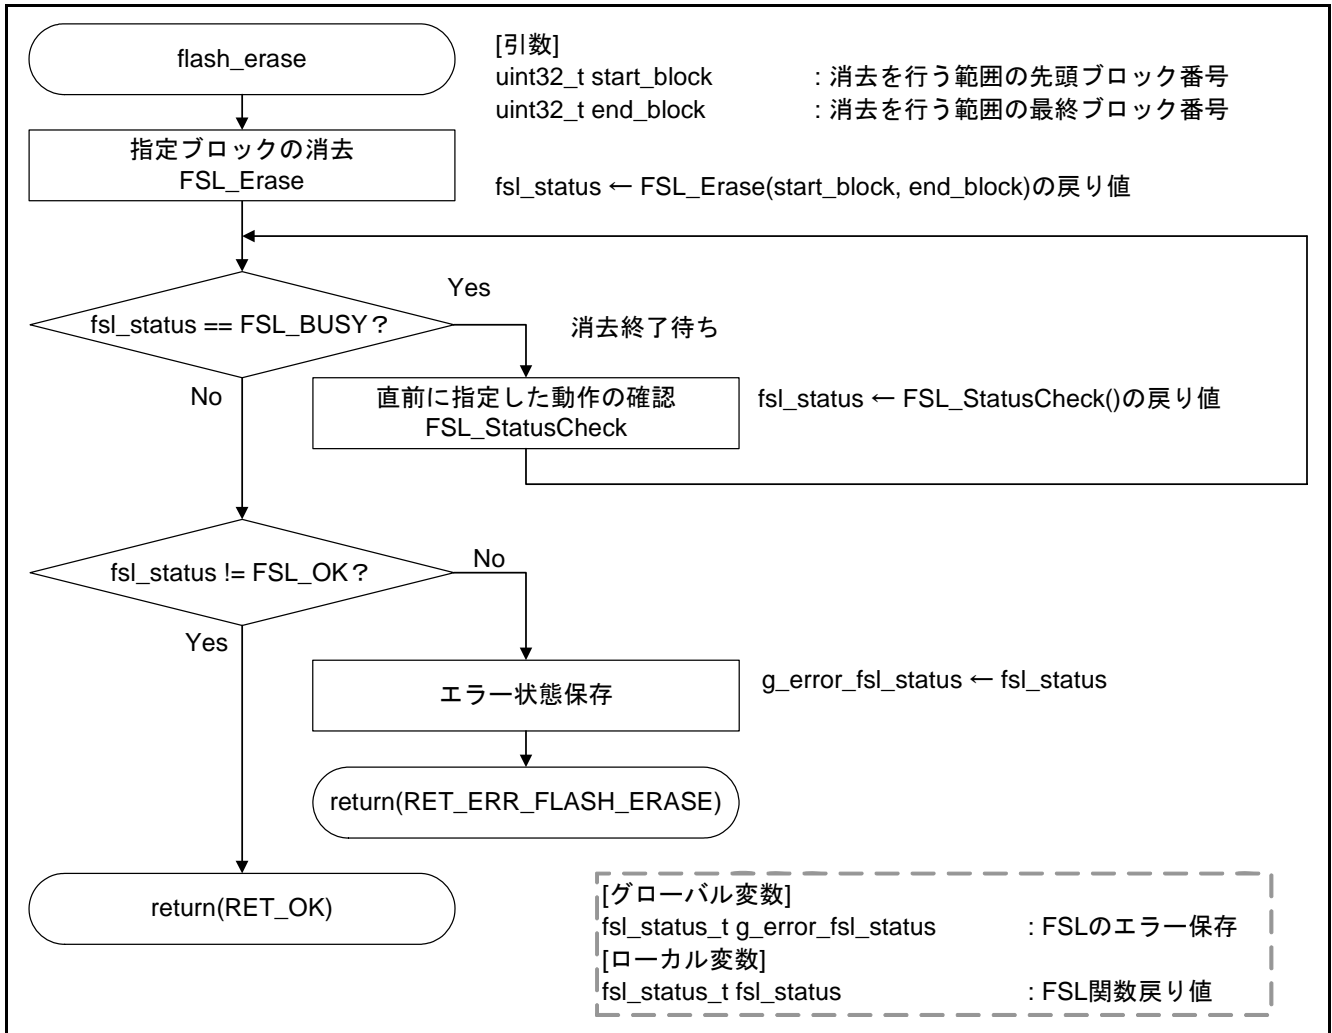 flash_erase
[引数]
uint32_t start_block : 消去を行う範囲の先頭ブロック番号
uint32_t end_block : 消去を行う範囲の最終ブロック番号
指定ブロックの消去
FSL_Erase
fsl_status ← FSL_Erase(start_block, end_block)の戻り値
Yes
fsl_status == FSL_BUSY？
消去終了待ち
No
直前に指定した動作の確認
FSL_StatusCheck
fsl_status ← FSL_StatusCheck()の戻り値
No
fsl_status != FSL_OK？
Yes
エラー状態保存
g_error_fsl_status ← fsl_status
return(RET_ERR_FLASH_ERASE)
return(RET_OK)
[グローバル変数]
fsl_status_t g_error_fsl_status : FSLのエラー保存
[ローカル変数]
fsl_status_t fsl_status : FSL関数戻り値